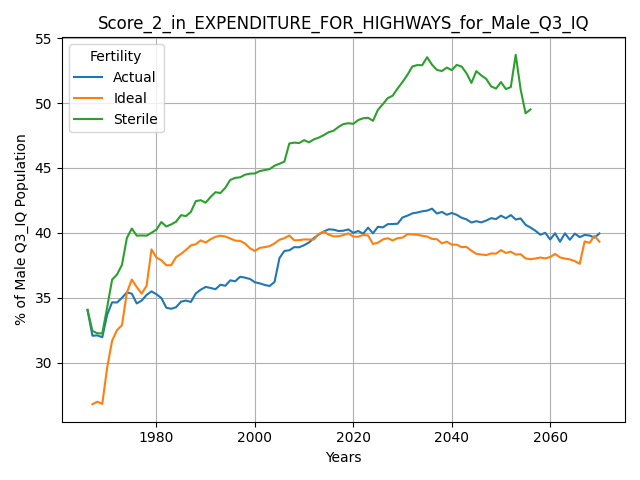 Score_2_in_EXPENDITURE_FOR_HIGHWAYS_for_Male_Q3_IQ
Fertility
Actual
Ideal
Sterile
% of Male Q3_IQ Population
55
50
45
40
35
30
1980
2000
2020
2040
2060
Years